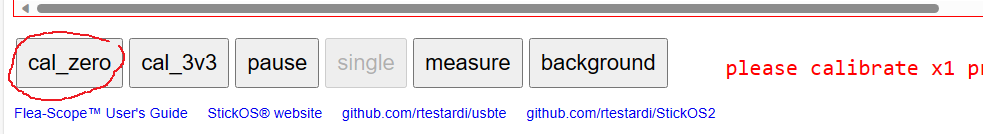 cal_zero cal_3v3 pause single measure background please calibrate x1
Flea-Scope™ User's Guide StickOS® website github.com/rtestardi/usbte github.com/rtestardi/StickOS2